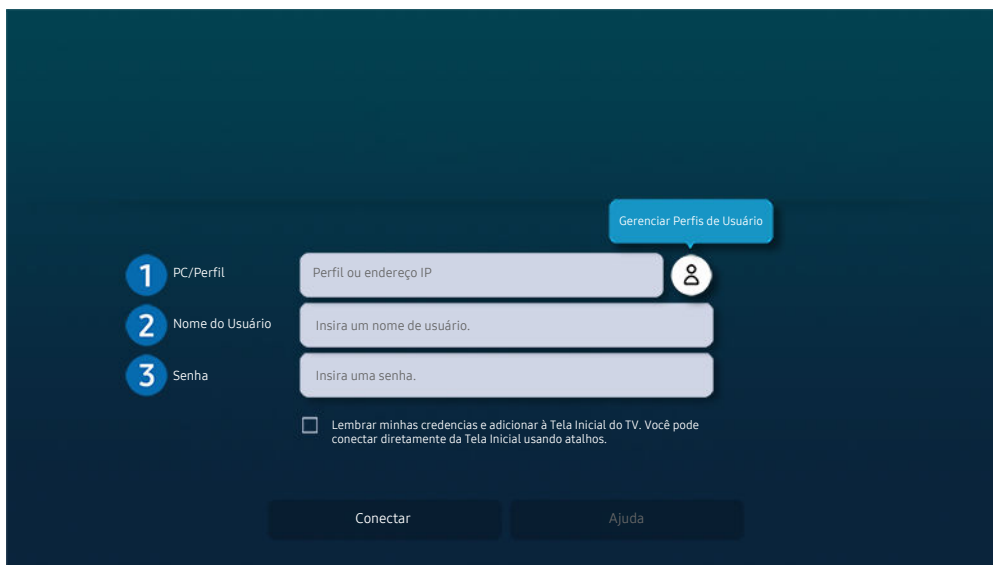 Gerenciar Perfis de Usuário
1 PC/Perfil Perfil ou endereço IP
2 Nome do Usuário Insira um nome de usuário.
3 Senha Insira uma senha.
Lembrar minhas credencias e adicionar à Tela Inicial do TV. Você pode
conectar diretamente da Tela Inicial usando atalhos.
Conectar Ajuda